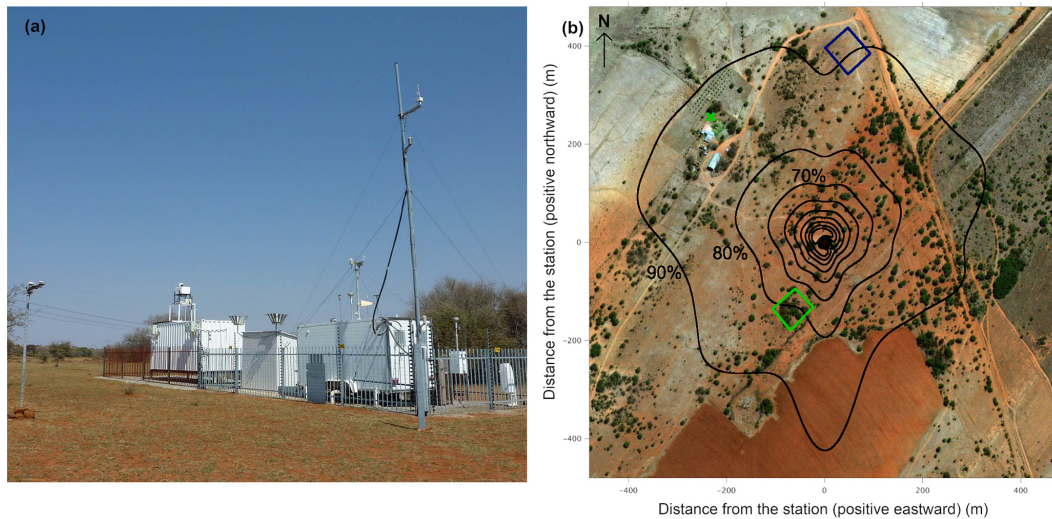 (a)
(b)
N
Distance from the station (positive northward) (m)
400
200
0
-200
-400
70%
80%
90%
-400
-200
0
200
400
Distance from the station (positive eastward) (m)